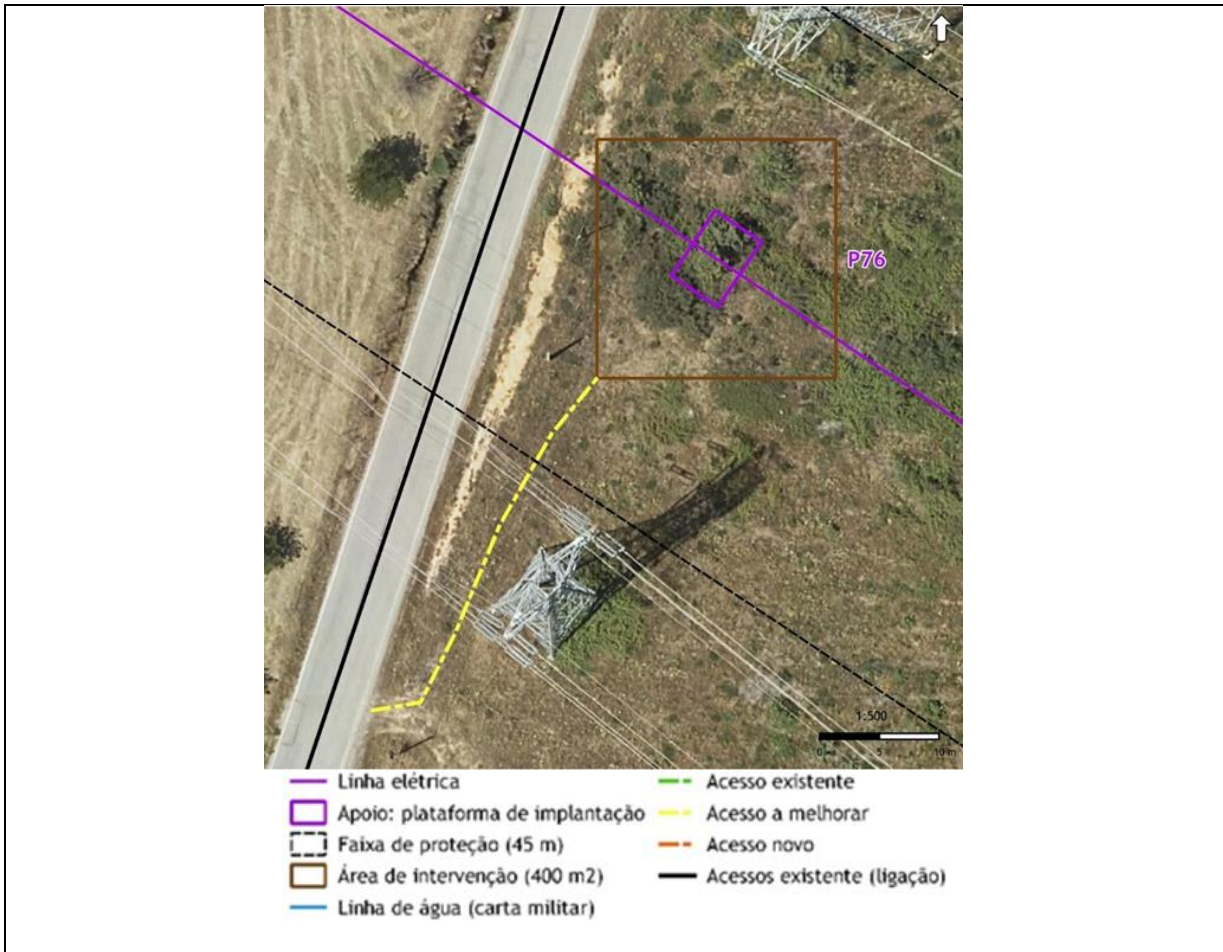 P76
1:500
0 5 10 m
Linha elétrica
Apoio: plataforma de implantação
Faixa de proteção (45 m)
Área de intervenção (400 m2)
Linha de água (carta militar)
Acesso existente
Acesso a melhorar
Acesso novo
Acessos existente (ligação)